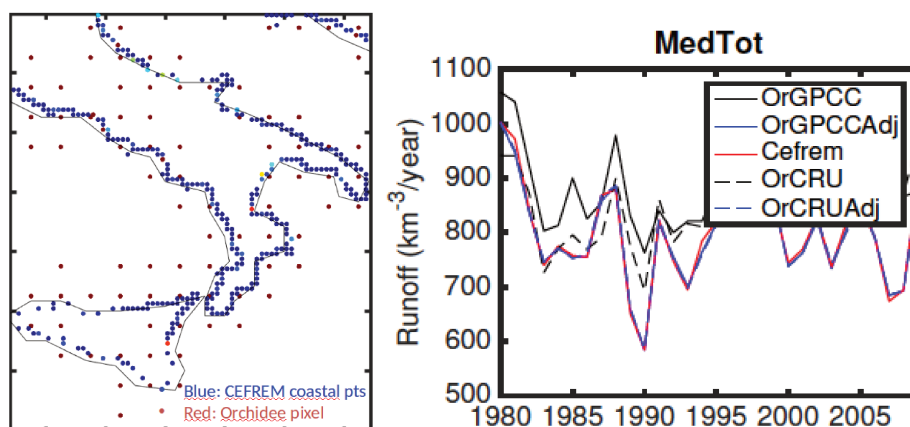 Blue: CEFREM coastal pts
Red: Orchidee pixel
MedTot
Runoff (km-3/year)
1100
1000
900
800
700
600
500
1980 1985 1990 1995 2000 2005
OrGPCC
OrGPCCAdj
Cefrem
OrCRU
OrCRUAdj